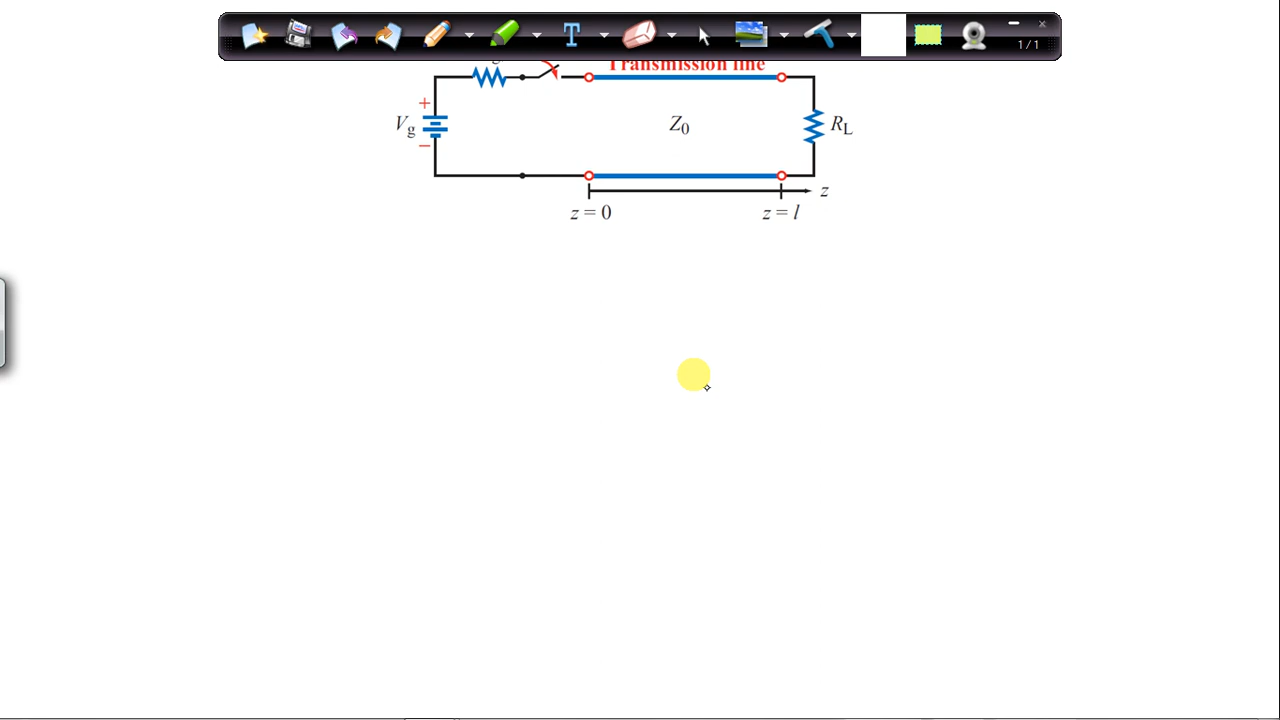 1/1
Transmission line
+
Vg
−
Z0
RL
z
z = 0
z = l